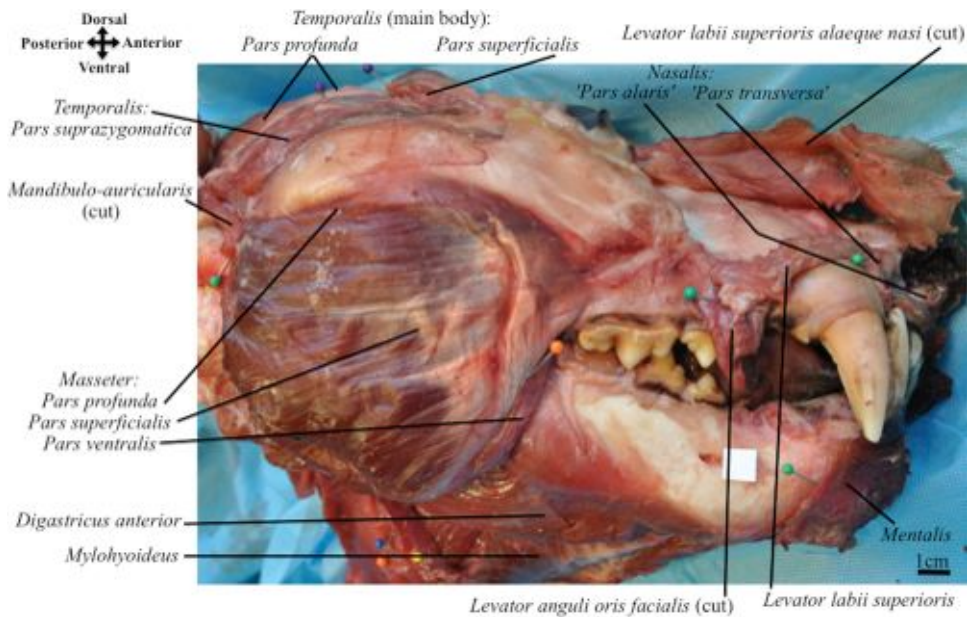 Dorsal
Posterior Anterior
Ventral
Temporalis (main body):
Pars profunda Pars superficialis
Levator labii superioris alaeque nasi (cut)
Nasalis:
'Pars alaris' 'Pars transversa'
Temporalis:
Pars suprazygomatica
Mandibulo-auricularis
(cut)
Masseter:
Pars profunda
Pars superficialis
Pars ventralis
Digastricus anterior
Mylohyoideus
Mentalis
1cm
Levator anguli oris facialis (cut)
Levator labii superioris